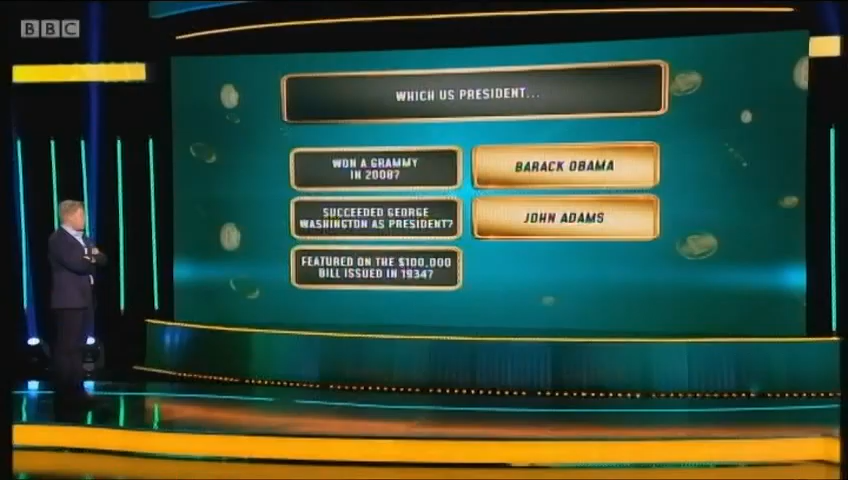 BBC
WHICH US PRESIDENT...
WON A GRAMMY
IN 2008?
BARACK OBAMA
SUCCEEDED GEORGE
WASHINGTON AS PRESIDENT?
JOHN ADAMS
FEATURED ON THE $100,000
BILL ISSUED IN 1934?